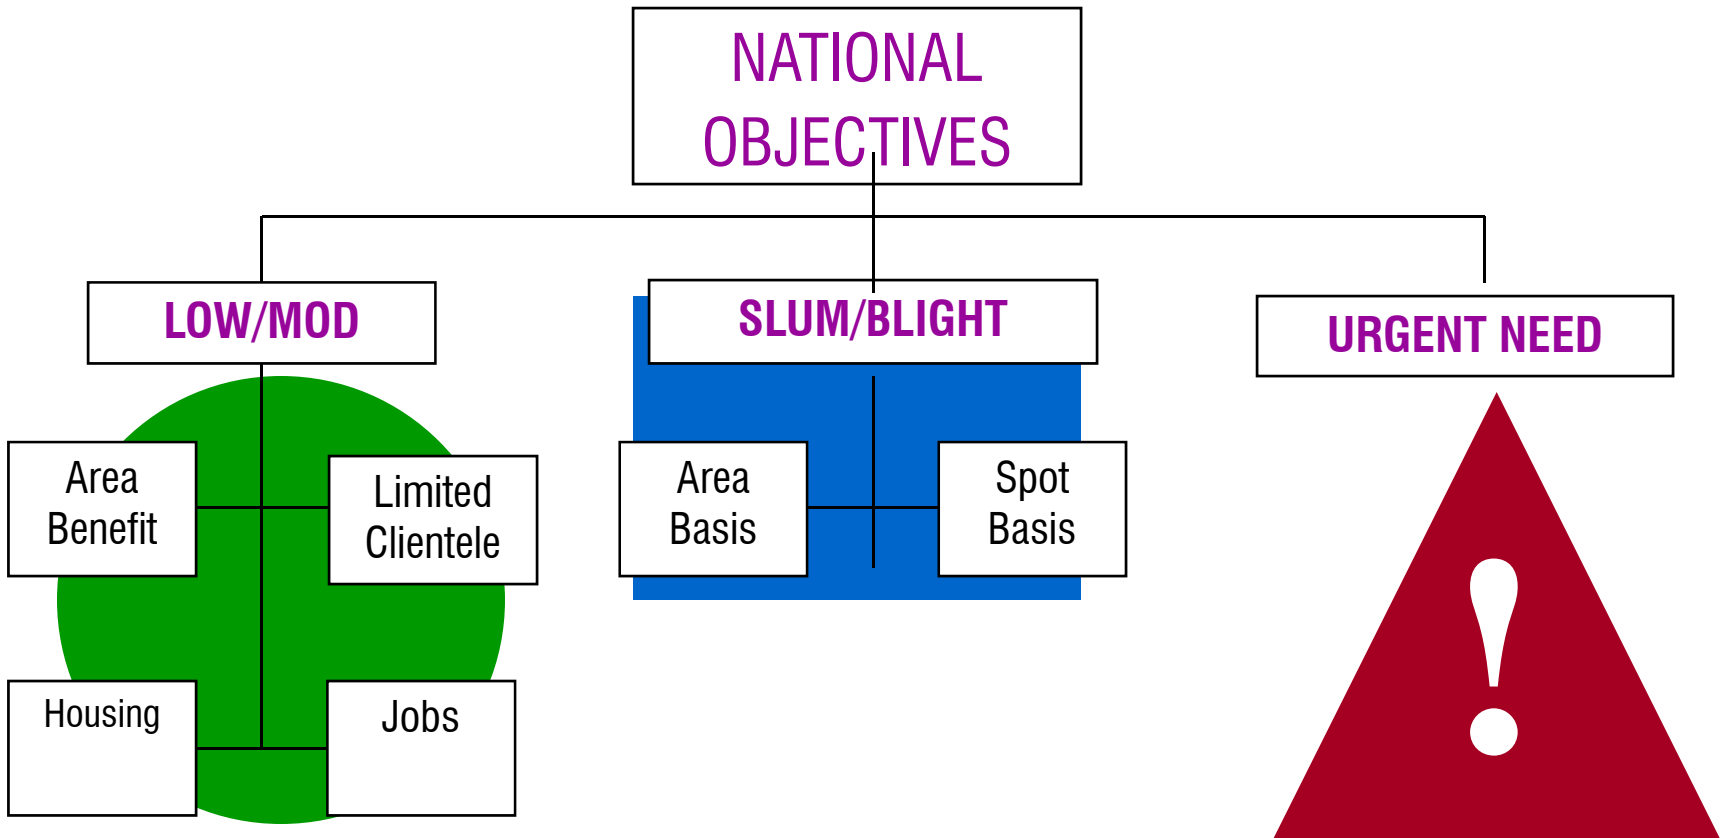 NATIONAL
OBJECTIVES
LOW/MOD
SLUM/BLIGHT
URGENT NEED
Area
Benefit
Limited
Clientele
Area
Basis
Spot
Basis
Housing
Jobs
!